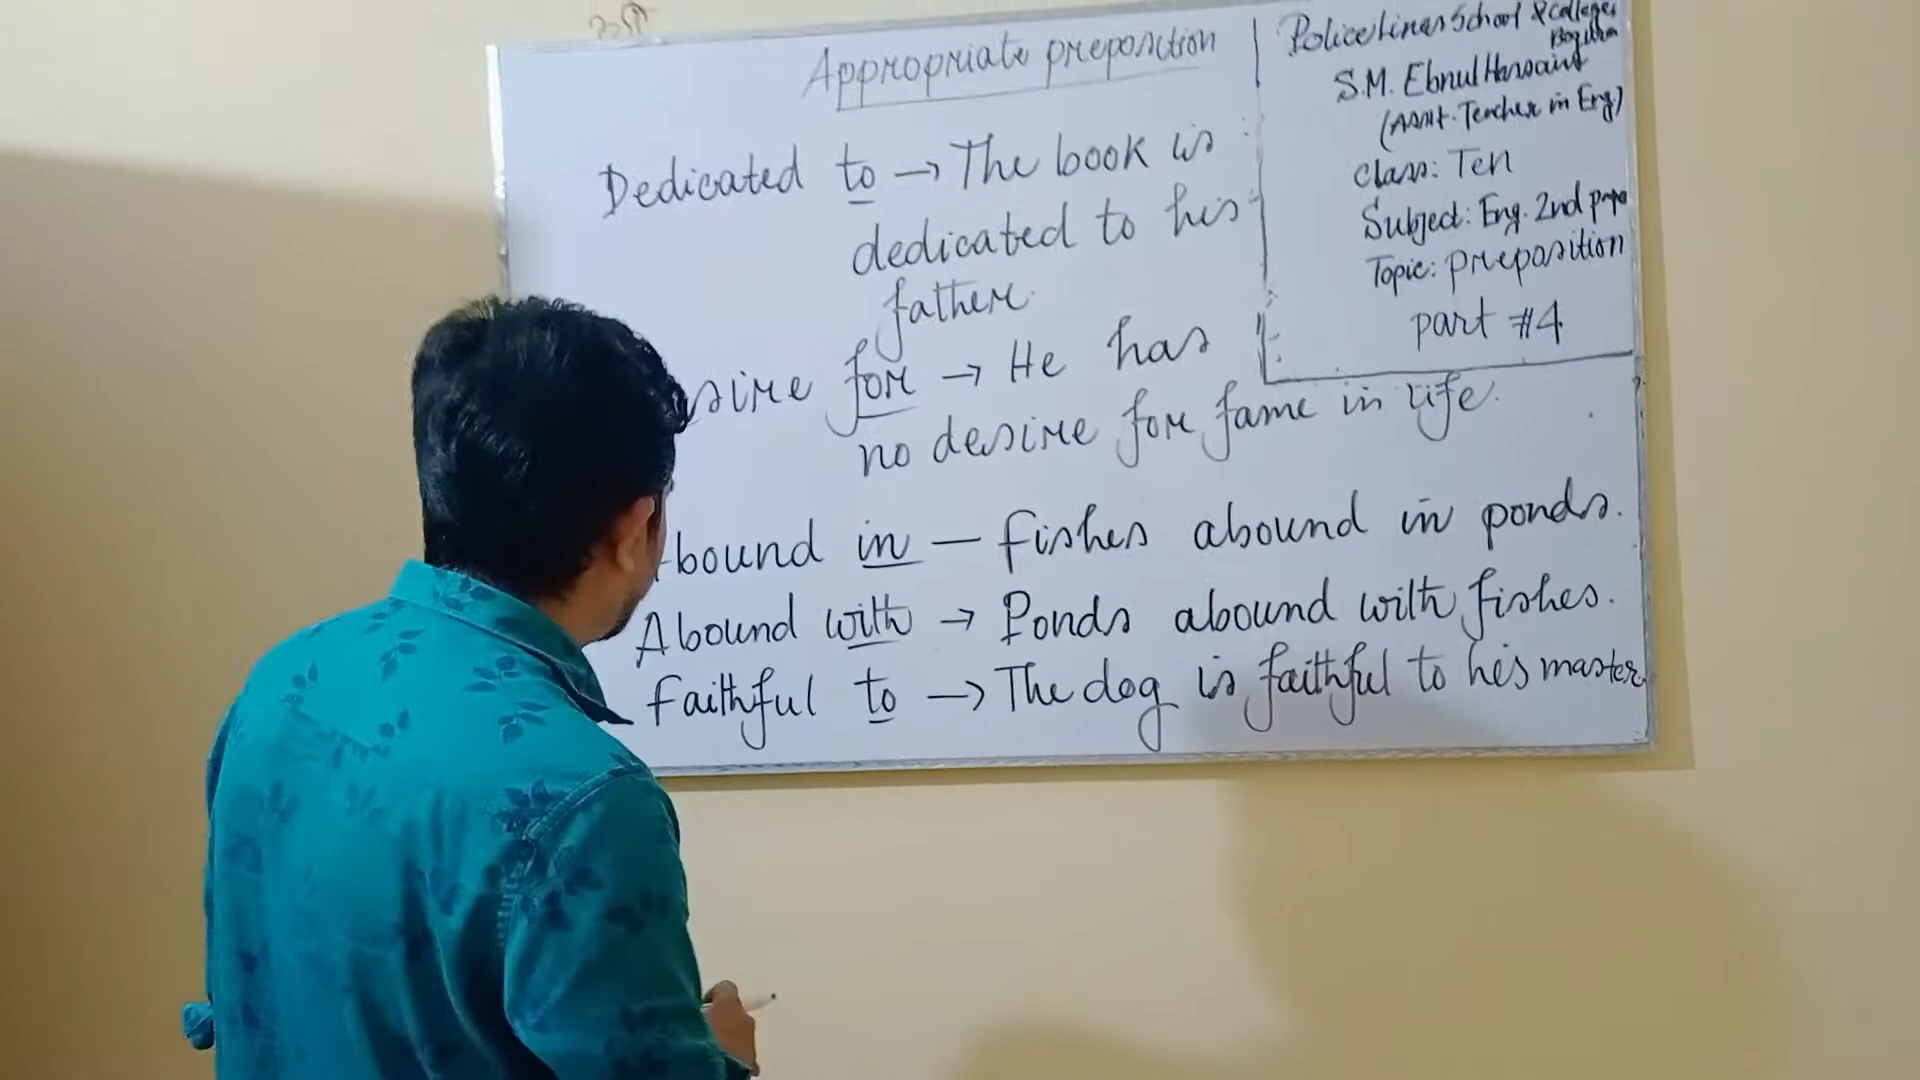 Appropriate preposition
Dedicated to → The book is
dedicated to his
father.
sire for → He has
no desire for fame in life.
bound in — fishes abound in ponds.
Abound with → Ponds abound with fishes.
faithful to → The dog is faithful to his master
Police Lines School & College,
S.M. Ebnul Hassain
(Asst. Teacher in Eng)
Class: Ten
Subject: Eng. 2nd
Topic: preposition
part #4